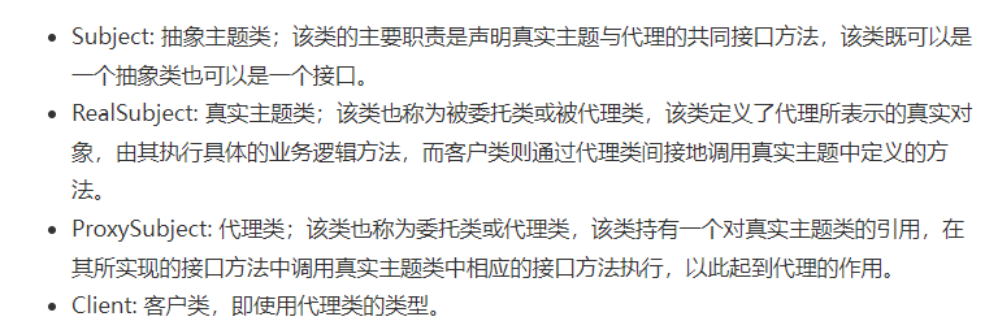 • Subject: 抽象主题类；该类的主要职责是声明真实主题与代理的共同接口方法，该类既可以是
一个抽象类也可以是一个接口。
• RealSubject: 真实主题类；该类也称为被委托类或被代理类，该类定义了代理所表示的真实对
象，由其执行具体的业务逻辑方法，而客户类则通过代理类间接地调用真实主题中定义的方
法。
• ProxySubject: 代理类；该类也称为委托类或代理类，该类持有一个对真实主题类的引用，在
其所实现的接口方法中调用真实主题类中相应的接口方法执行，以此起到代理的作用。
• Client: 客户类，即使用代理类的类型。